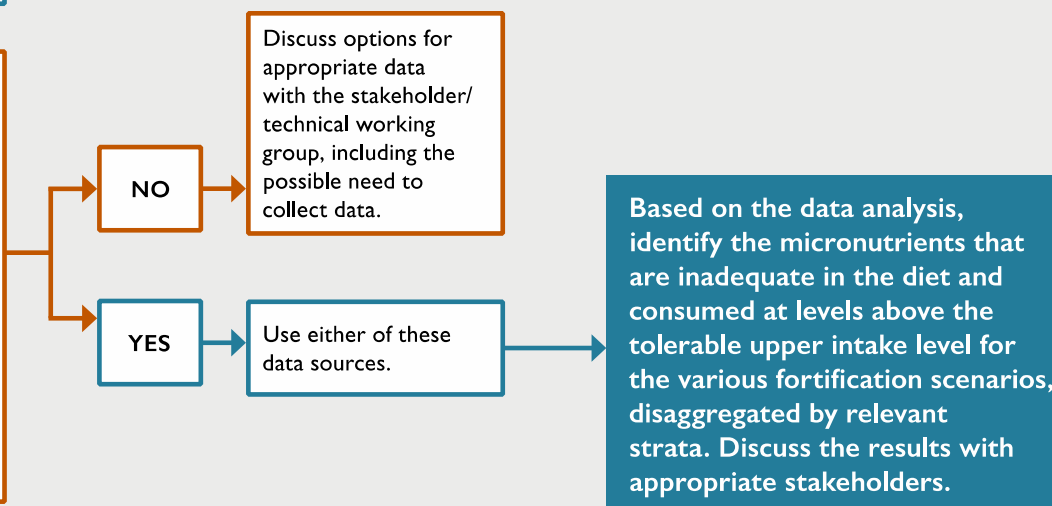 Discuss options for
appropriate data
with the stakeholder/
technical working
group, including the
possible need to
collect data.
NO
YES
Use either of these
data sources.
Based on the data analysis,
identify the micronutrients that
are inadequate in the diet and
consumed at levels above the
tolerable upper intake level for
the various fortification scenarios,
disaggregated by relevant
strata. Discuss the results with
appropriate stakeholders.